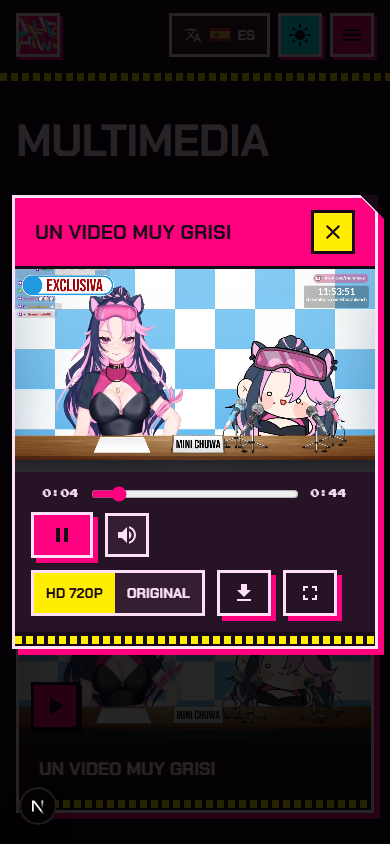 ES
MULTIMEDIA
UN VIDEO MUY GRISI
EXCLUSIVA
11:53:51
MINI CHUWA
0:04
0:44
HD 720P
ORIGINAL
MINI CHUWA
UN VIDEO MUY GRISI
N